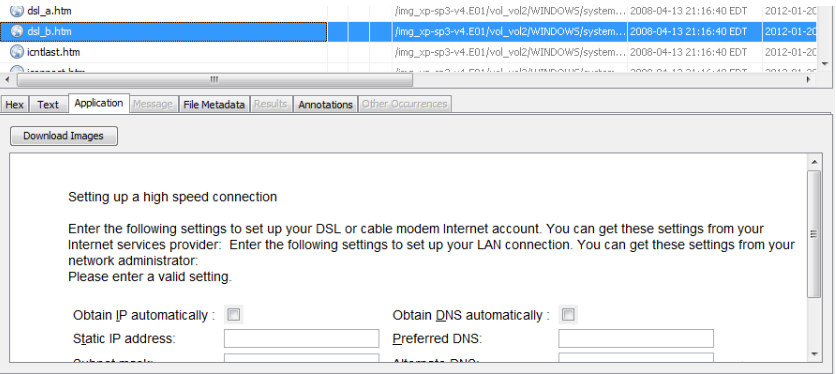 dsl_a.htm /img_xp-sp3-v4.E01/vol_vol2/WINDOWS/system... 2008-04-13 21:16:40 EDT 2012-01-20
dsl_b.htm /img_xp-sp3-v4.E01/vol_vol2/WINDOWS/system... 2008-04-13 21:16:40 EDT 2012-01-20
icntlast.htm /img_xp-sp3-v4.E01/vol_vol2/WINDOWS/system... 2008-04-13 21:16:40 EDT 2012-01-20
Hex Text Application Message File Metadata Results Annotations Other Occurrences
Download Images
Setting up a high speed connection
Enter the following settings to set up your DSL or cable modem Internet account. You can get these settings from your
Internet services provider: Enter the following settings to set up your LAN connection. You can get these settings from your
network administrator:
Please enter a valid setting.
Obtain IP automatically : Obtain DNS automatically :
Static IP address: Preferred DNS: